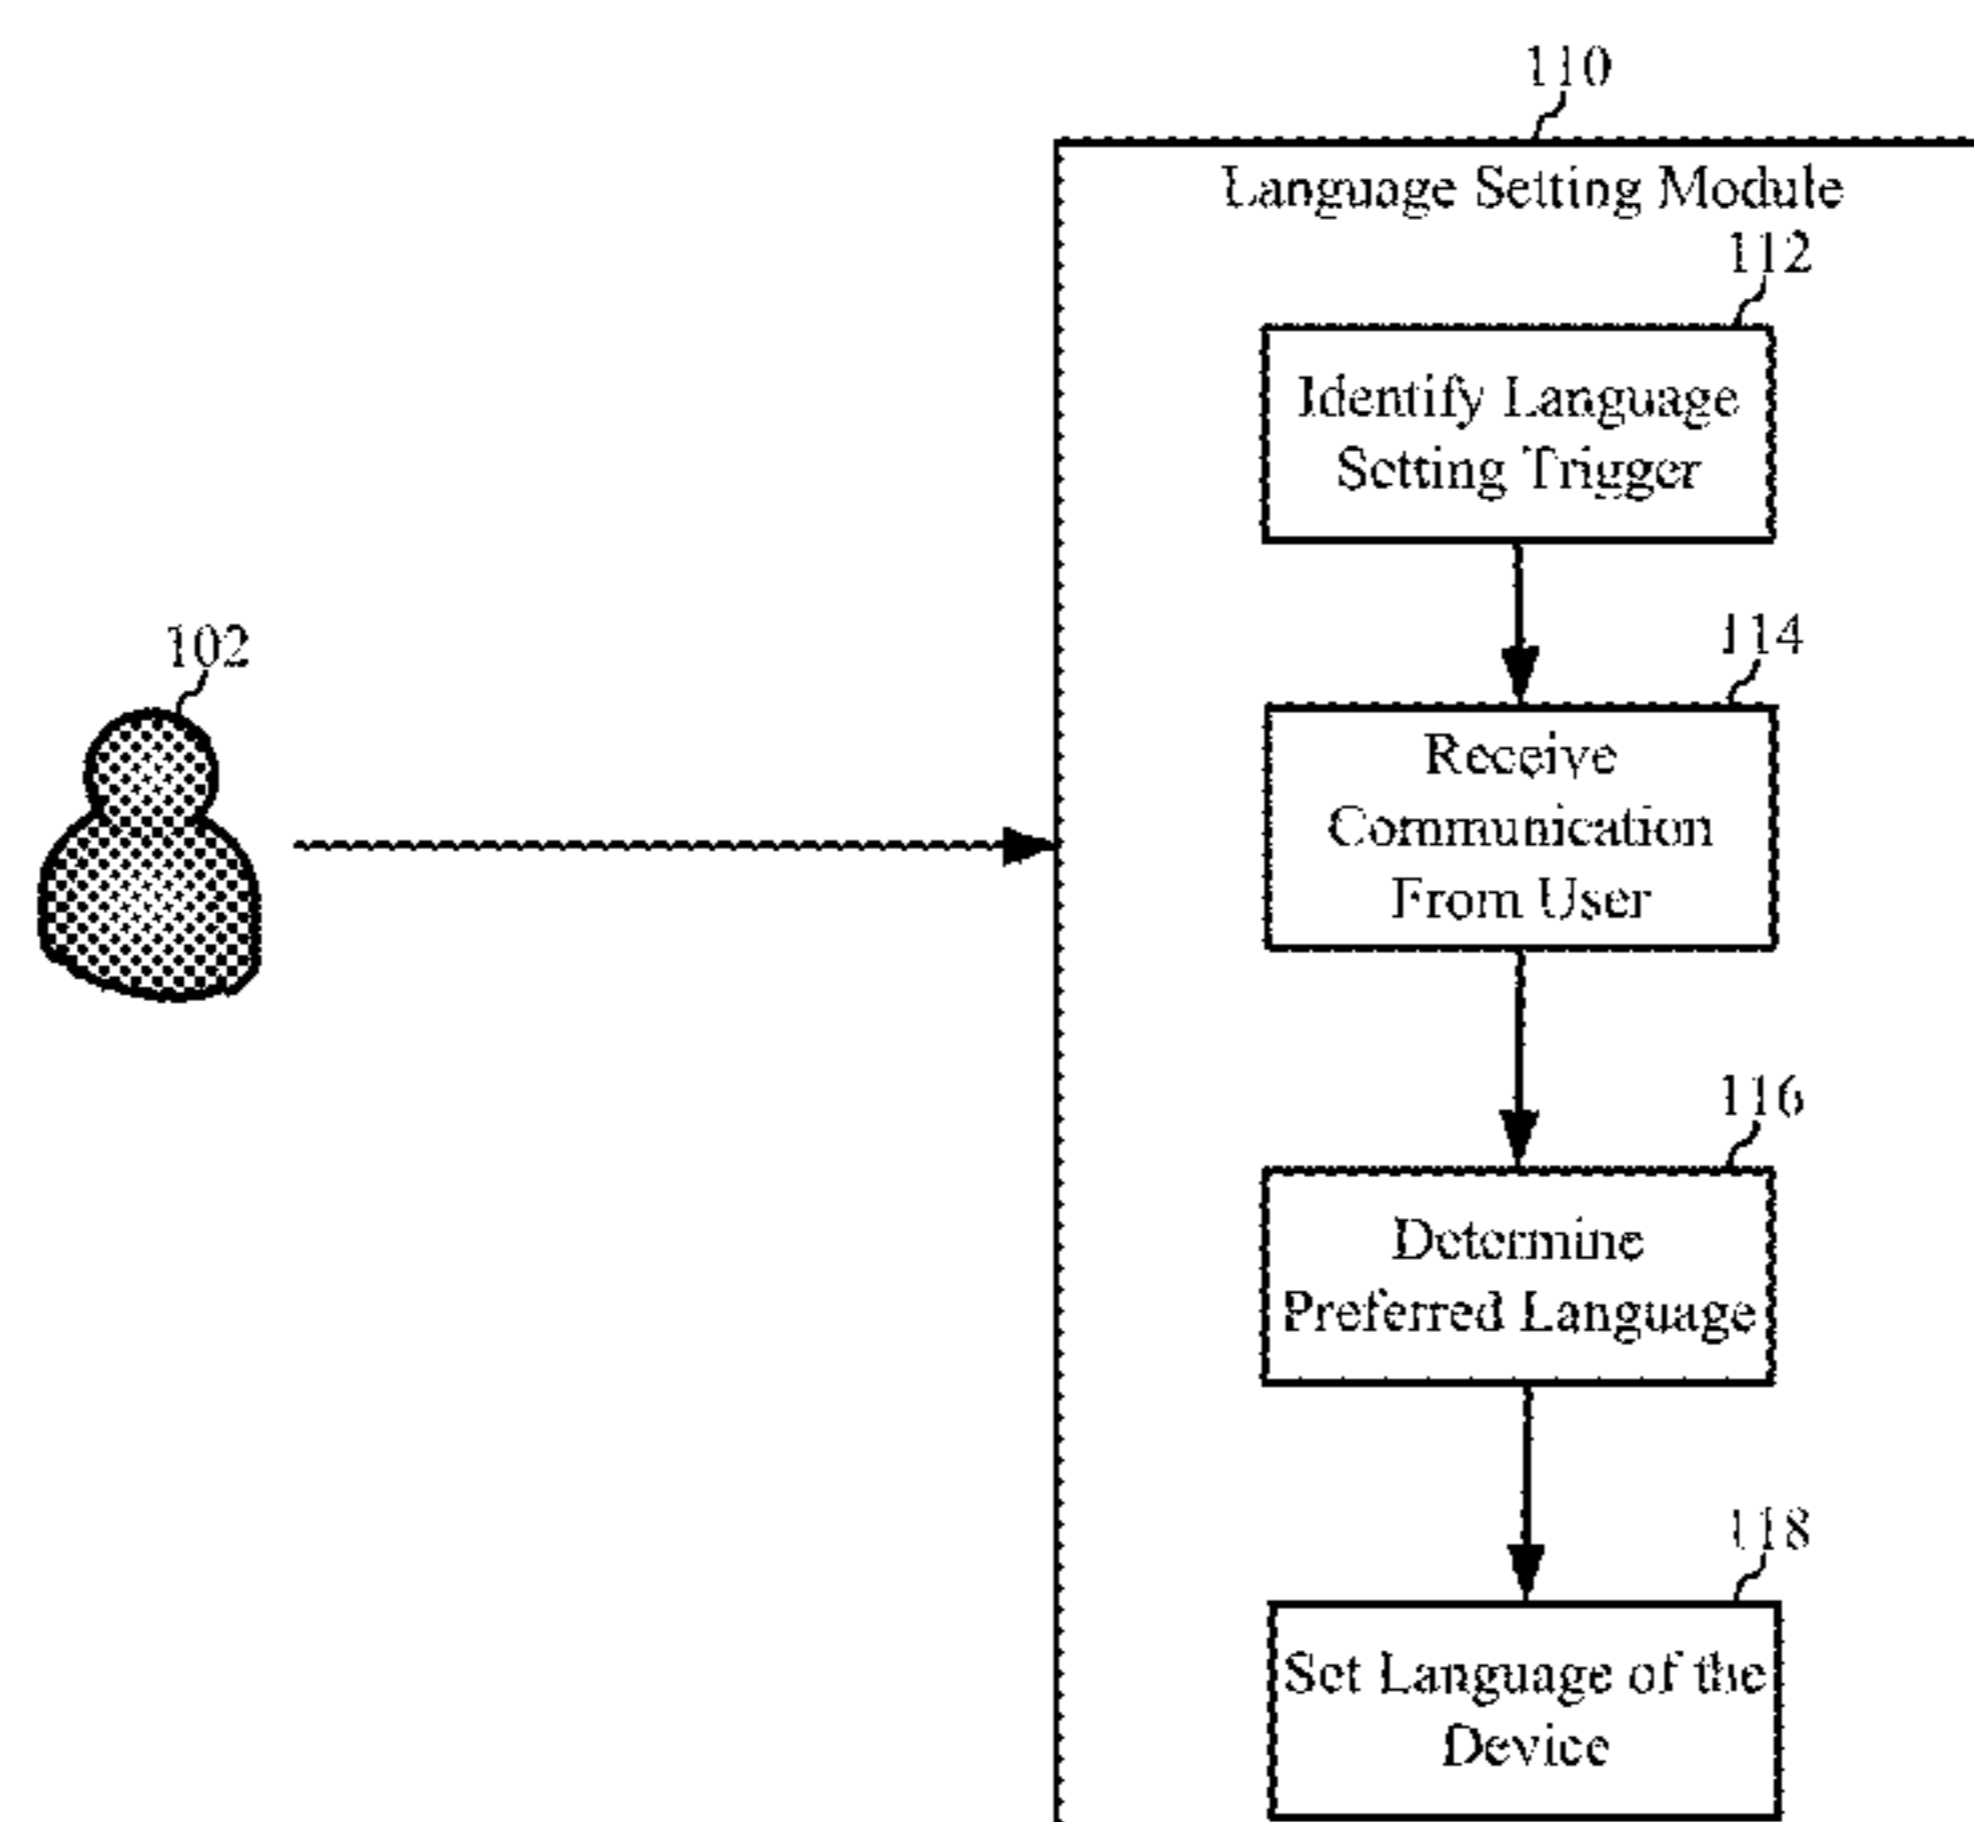 110
Language Setting Module
112
Identify Language
Setting Trigger
102
114
Receive
Communication
From User
116
Determine
Preferred Language
118
Set Language of the
Device